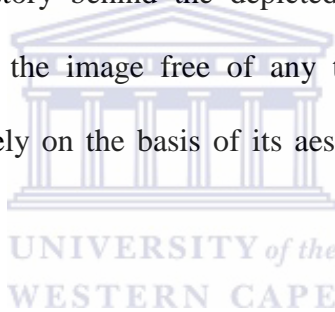 tory behind the depicted
the image free of any t
ely on the basis of its aes
UNIVERSITY of the
WESTERN CAPE